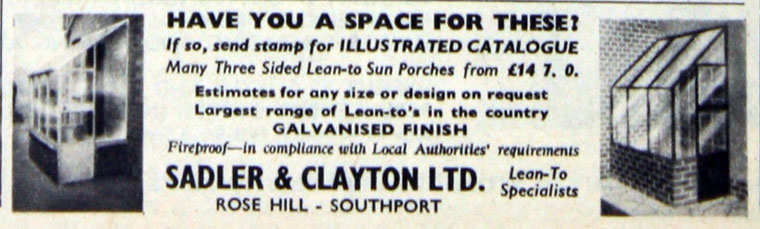 HAVE YOU A SPACE FOR THESE?
If so, send stamp for ILLUSTRATED CATALOGUE
Many Three Sided Lean-to Sun Porches from £14 7. 0.
Estimates for any size or design on request
Largest range of Lean-to's in the country
GALVANISED FINISH
Fireproof—in compliance with Local Authorities' requirements
SADLER & CLAYTON LTD. Lean-To
Specialists
ROSE HILL - SOUTHPORT